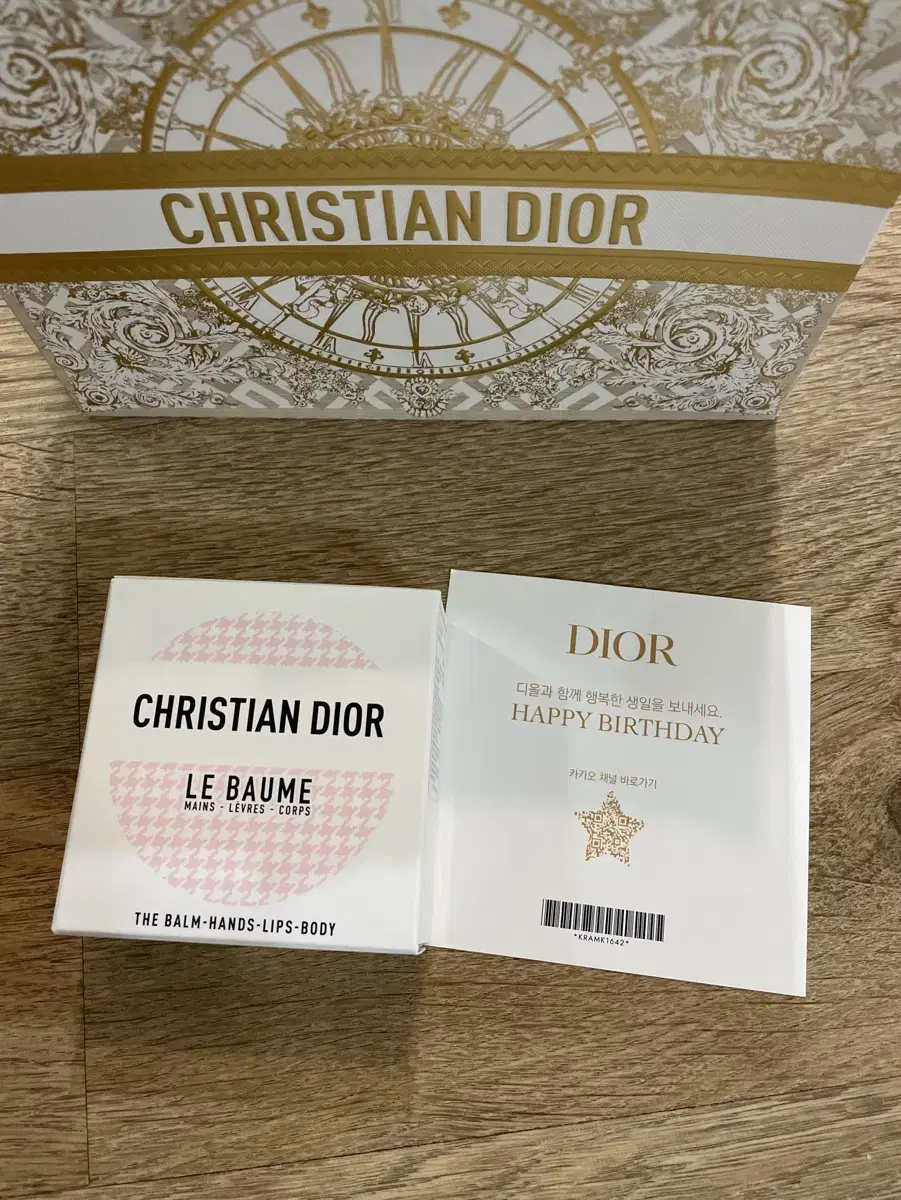 CHRISTIAN DIOR
CHRISTIAN DIOR
LE BAUME
MAINS - LÈVRES - CORPS
THE BALM-HANDS-LIPS-BODY
DIOR
디올과 함께 행복한 생일을 보내세요.
HAPPY BIRTHDAY
카카오 채널 바로가기
*KRAMK1642*